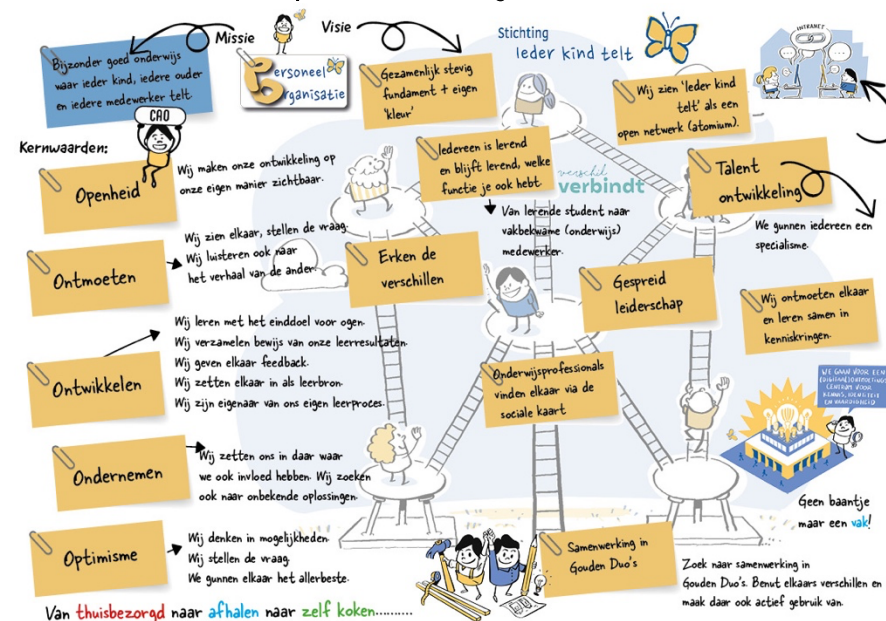 Missie
Visie
Bijzonder goed onderwijs
waar ieder kind, iedere ouder
en iedere medewerker telt.
Personeel
Organisatie
Gezamenlijk stevig
fundament + eigen
'kleur'
Stichting
Ieder kind telt
Wij zien 'Ieder kind
telt' als een
open netwerk (atomium).
INTRANET
CAO
Kernwaarden:
Openheid
Wij maken onze ontwikkeling op
onze eigen manier zichtbaar.
Iedereen is lerend
en blijft lerend, welke
functie je ook hebt.
Van lerende student naar
vakbekwame (onderwijs)
medewerker.
verschil
verbindt
Talent
ontwikkeling
We gunnen iedereen een
specialisme.
Ontmoeten
Wij zien elkaar, stellen de vraag.
Wij luisteren ook naar
het verhaal van de ander.
Erken de
verschillen
Gespreid
leiderschap
Wij ontmoeten elkaar
en leren samen in
kenniskringen.
Ontwikkelen
Wij leren met het einddoel voor ogen.
Wij verzamelen bewijs van onze leerresultaten.
Wij geven elkaar feedback.
Wij zetten elkaar in als leerbron.
Wij zijn eigenaar van ons eigen leerproces.
Onderwijsprofessionals
vinden elkaar via de
sociale kaart
WE GAAN VOOR EEN
CENTRUM VOOR
KENNIS, IDENTITEIT
EN VAARDIGHEID
Ondernemen
Wij zetten ons in daar waar
we ook invloed hebben. Wij zoeken
ook naar onbekende oplossingen.
Geen baantje
maar een vak!
Optimisme
Wij denken in mogelijkheden.
Wij stellen de vraag.
We gunnen elkaar het allerbeste.
Samenwerking in
Gouden Duo's
Zoek naar samenwerking in
Gouden Duo's. Benut elkaars verschillen en
maak daar ook actief gebruik van.
Van thuisbezorgd naar afhalen naar zelf koken..........